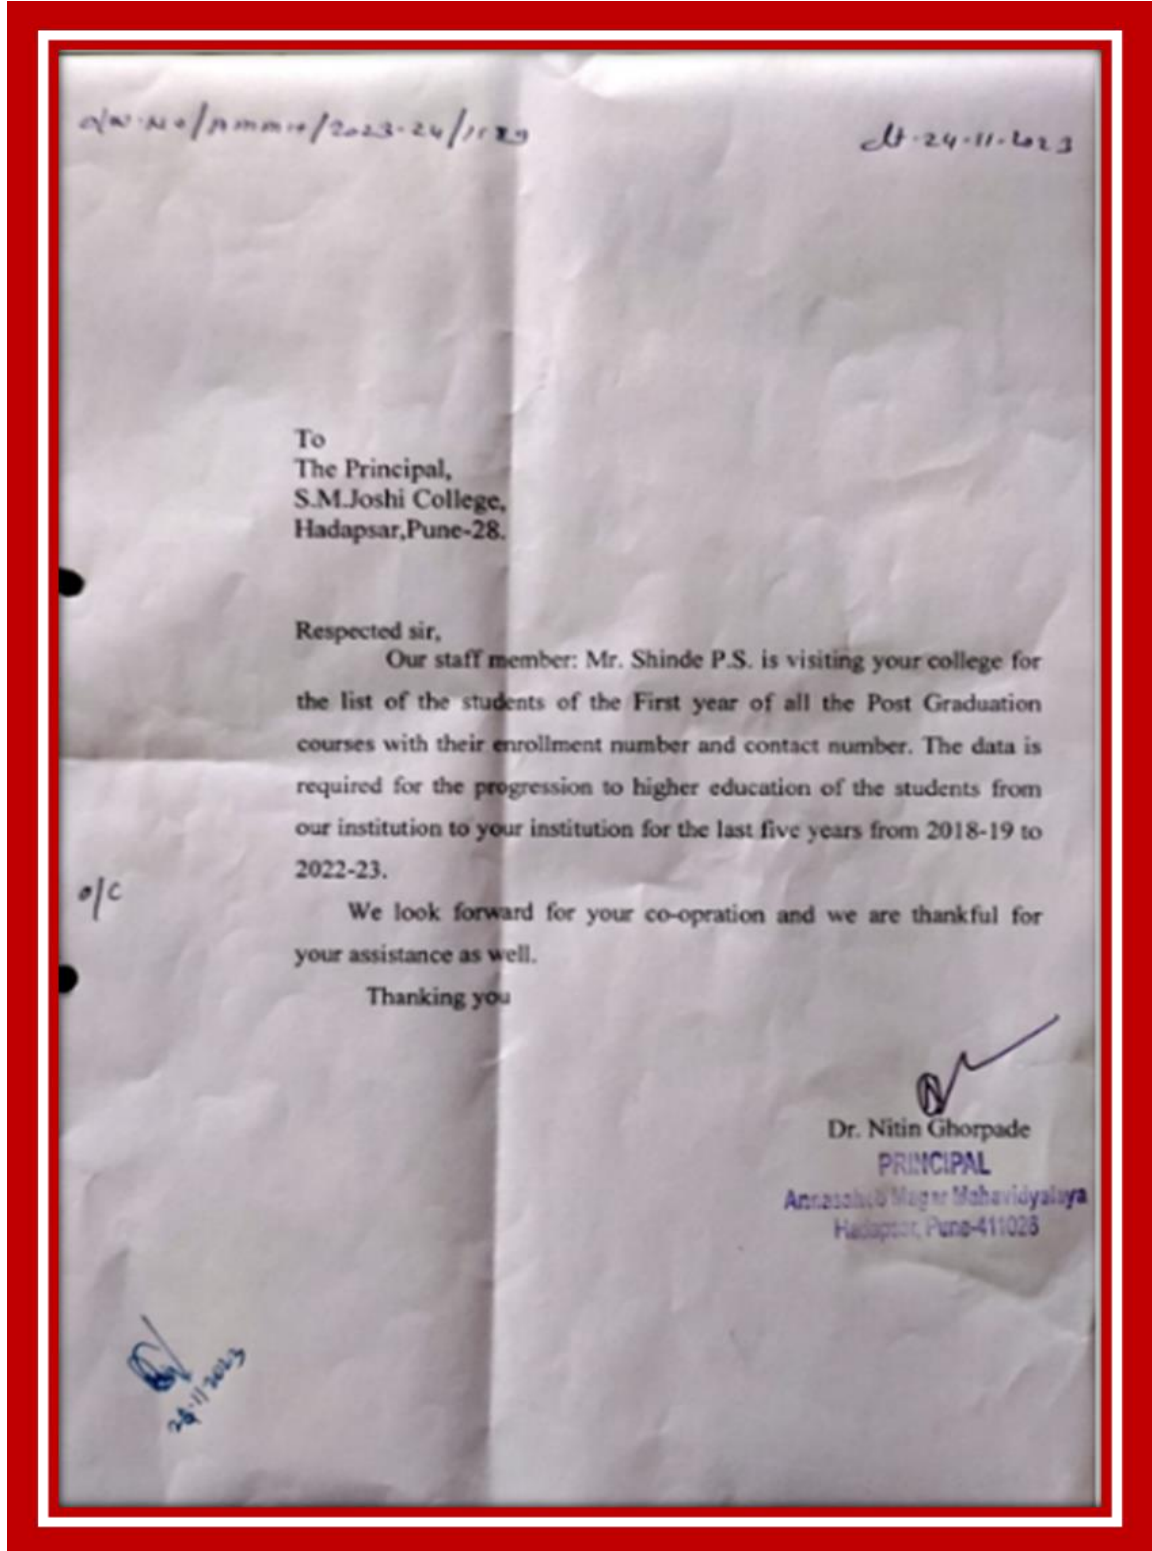 dt-24-11-2023
To
The Principal,
S.M.Joshi College,
Hadapsar,Pune-28.
Respected sir,
Our staff member: Mr. Shinde P.S. is visiting your college for
the list of the students of the First year of all the Post Graduation
courses with their enrollment number and contact number. The data is
required for the progression to higher education of the students from
our institution to your institution for the last five years from 2018-19 to
2022-23.
o/c
We look forward for your co-opration and we are thankful for
your assistance as well.
Thanking you
Dr. Nitin Ghorpade
PRINCIPAL
Annasaheb Magar Mahavidyalaya
Hadapsar, Pune-411028